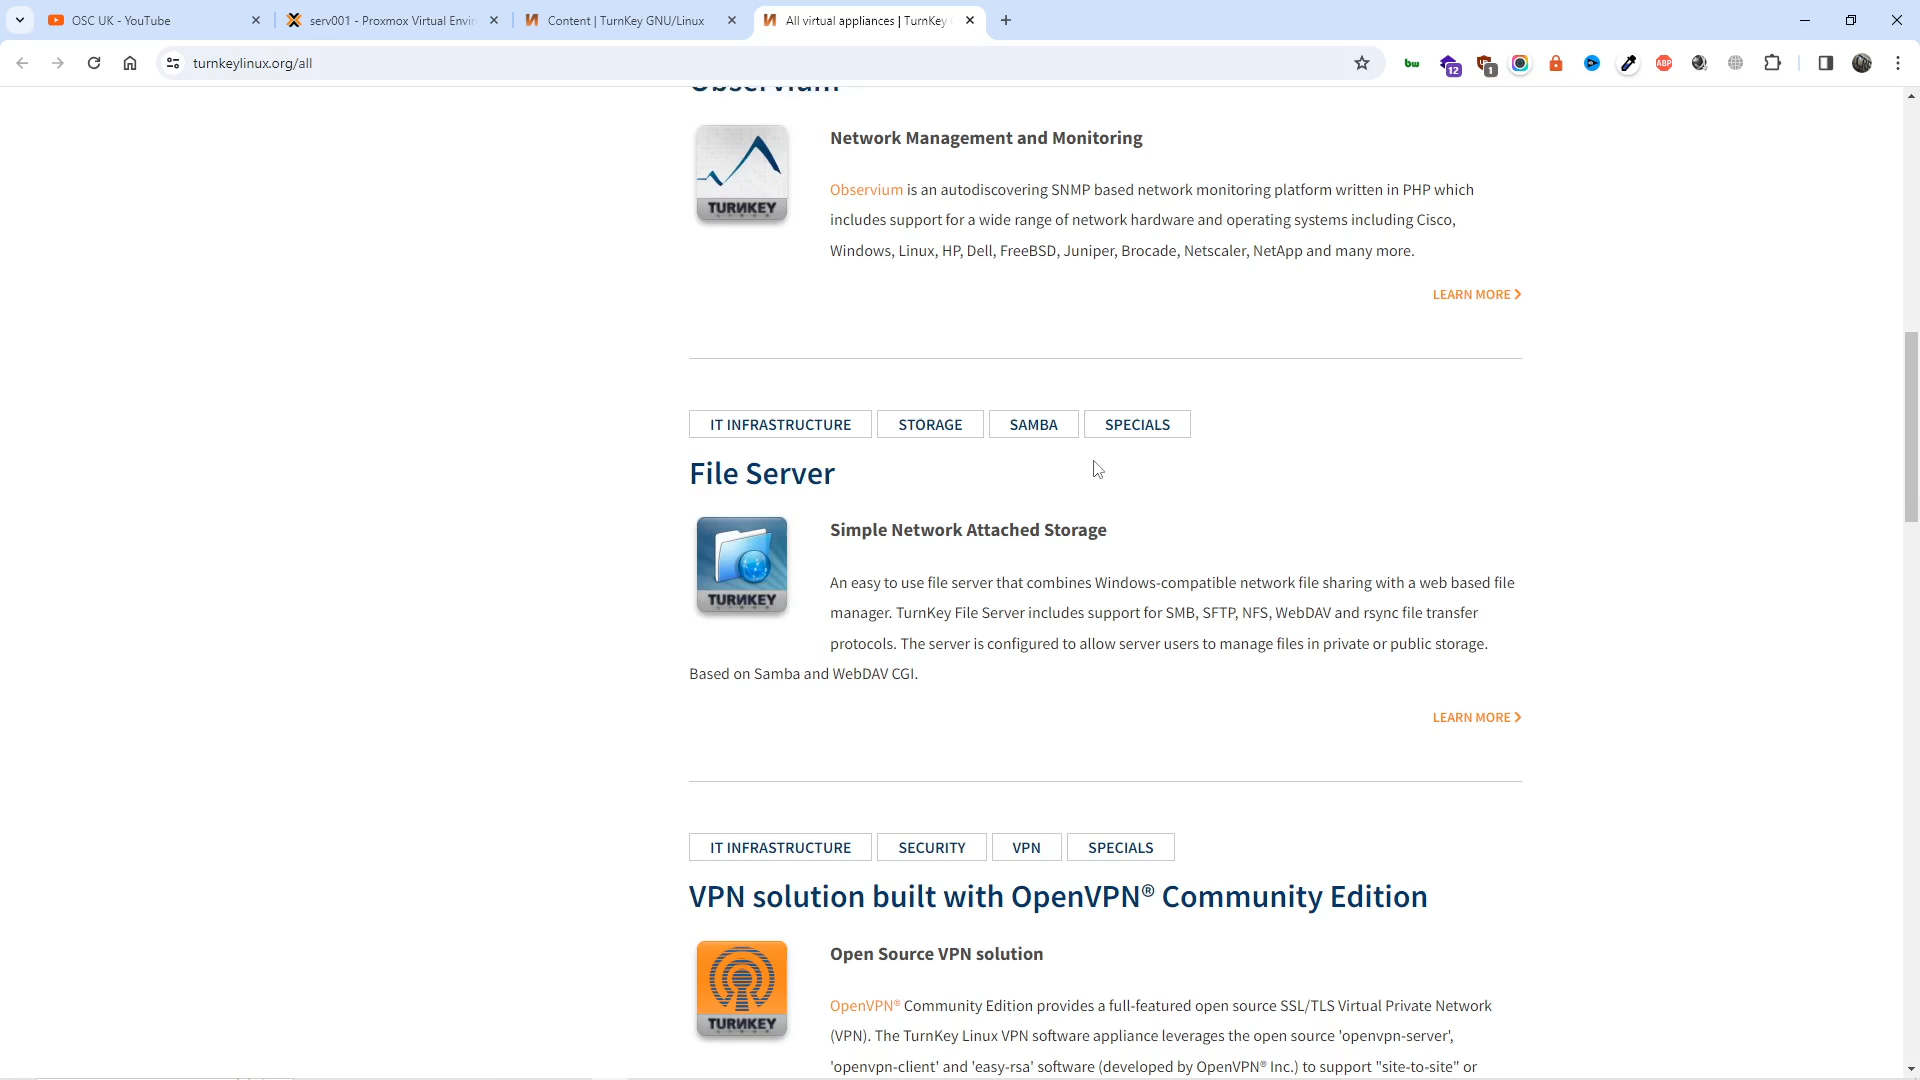 OSC UK - YouTube
serv001 - Proxmox Virtual Envir
Content | TurnKey GNU/Linux
All virtual appliances | TurnKey
turnkeylinux.org/all
bw
12
1
ABP
Observium
Network Management and Monitoring
TURNKEY
Observium is an autodiscovering SNMP based network monitoring platform written in PHP which
includes support for a wide range of network hardware and operating systems including Cisco,
Windows, Linux, HP, Dell, FreeBSD, Juniper, Brocade, Netscaler, NetApp and many more.
LEARN MORE
IT INFRASTRUCTURE STORAGE SAMBA SPECIALS
File Server
Simple Network Attached Storage
TURNKEY
An easy to use file server that combines Windows-compatible network file sharing with a web based file
manager. TurnKey File Server includes support for SMB, SFTP, NFS, WebDAV and rsync file transfer
protocols. The server is configured to allow server users to manage files in private or public storage.
Based on Samba and WebDAV CGI.
LEARN MORE
IT INFRASTRUCTURE SECURITY VPN SPECIALS
VPN solution built with OpenVPN® Community Edition
Open Source VPN solution
TURNKEY
OpenVPN® Community Edition provides a full-featured open source SSL/TLS Virtual Private Network
(VPN). The TurnKey Linux VPN software appliance leverages the open source 'openvpn-server',
'openvpn-client' and 'easy-rsa' software (developed by OpenVPN® Inc.) to support "site-to-site" or